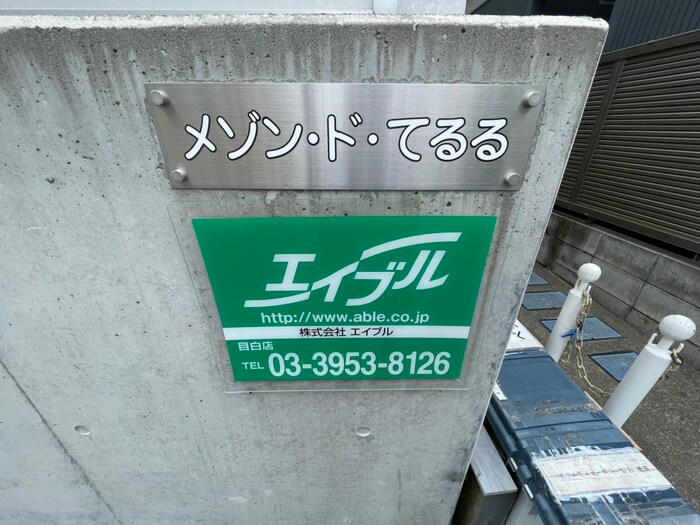 メゾン・ド・てるる
エイブル
http://www.able.co.jp
株式会社 エイブル
目白店
TEL 03-3953-8126